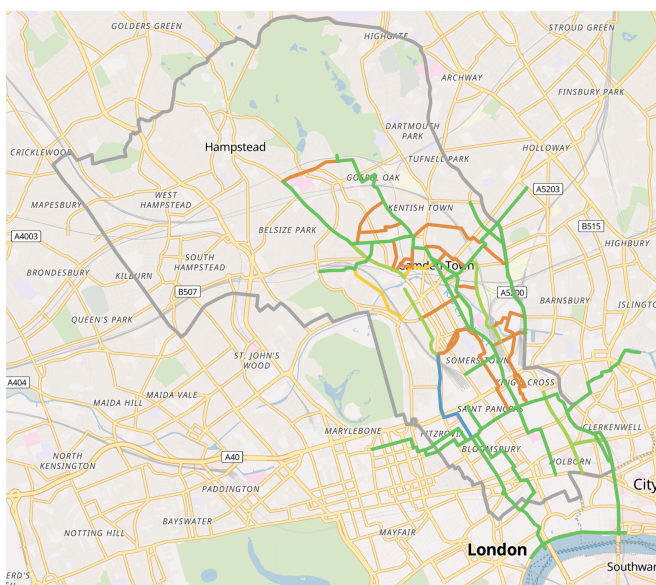 GOLDERS GREEN
HIGHGATE
STROUD GREEN
ARCHWAY
FINSBURY PARK
DARTMOUTH
PARK
CRICKLEWOOD
Hampstead
TUFNELL PARK
HOLLOWAY
GOSPEL OAK
A5203
MAPESBURY
WEST
HAMPSTEAD
KENTISH TOWN
A4003
BELSIZE PARK
B515
HIGHBURY
SOUTH
HAMPSTEAD
Camden Town
BRONDESBURY
KILBURN
B507
A5200
BARNSBURY
ISLINGTO
QUEEN'S PARK
ST. JOHN'S
WOOD
SOMERS TOWN
A404
KING'S CROSS
MAIDA VALE
MAIDA HILL
SAINT PANCRAS
CLERKENWELL
MARYLEBONE
FITZROVIA
A40
BLOOMSBURY
NORTH
KENSINGTON
HOLBORN
PADDINGTON
City
BAYSWATER
NOTTING HILL
MAYFAIR
London
Southwar
ERD'S